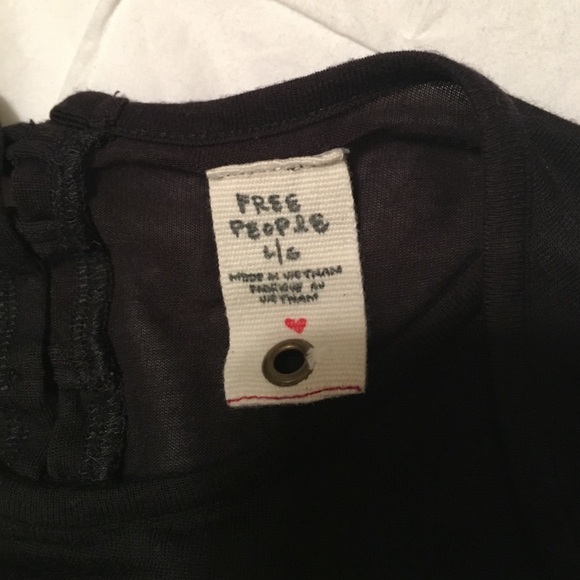 FREE
PEOPLE
L/G
MADE IN VIETNAM
FABRIQUE AU
VIETNAM